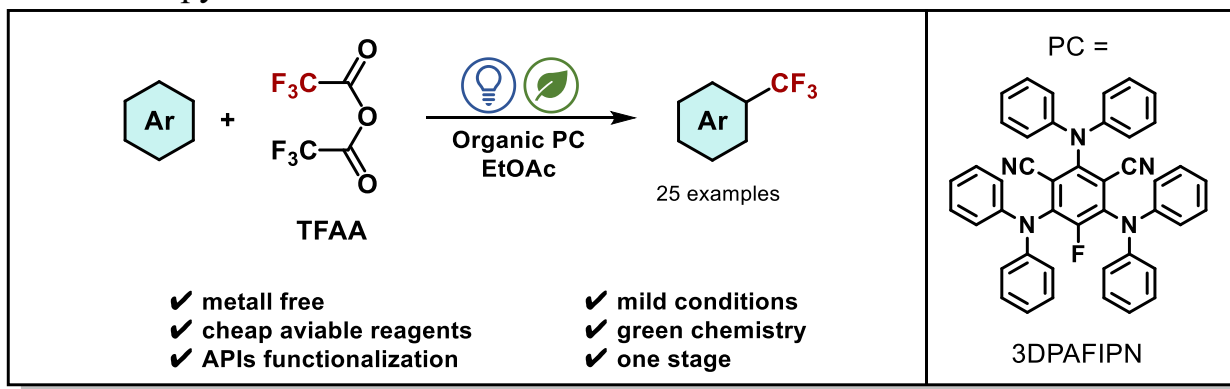 Ar
+
F3C
O
O
F3C
O
TFAA
Organic PC
EtOAc
Ar
CF3
25 examples
✔ metall free
✔ cheap aviable reagents
✔ APIs functionalization
✔ mild conditions
✔ green chemistry
✔ one stage
PC =
N
NC
CN
N
N
F
3DPAFIPN